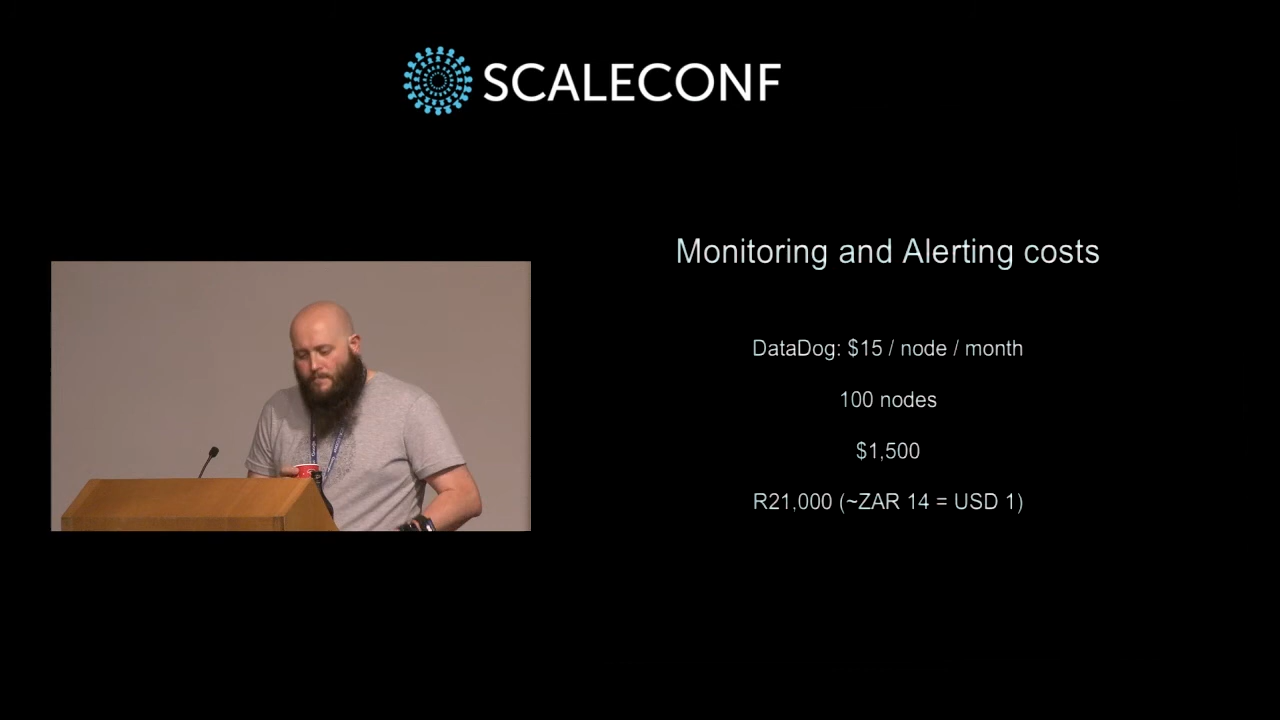 SCALECONF
Monitoring and Alerting costs
DataDog: $15 / node / month
100 nodes
$1,500
R21,000 (~ZAR 14 = USD 1)